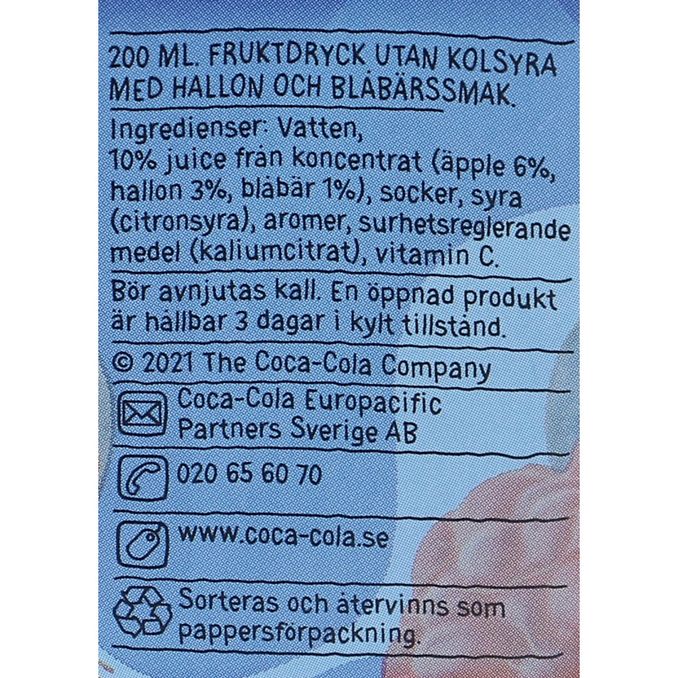 200 ML. FRUKTDRYCK UTAN KOLSYRA
MED HALLON OCH BLÅBÄRSSMAK.
Ingredienser: Vatten,
10% juice från koncentrat (äpple 6%,
hallon 3%, blåbär 1%), socker, syra
(citronsyra), aromer, surhetsreglerande
medel (kaliumcitrat), vitamin C.
Bör avnjutas kall. En öppnad produkt
är hållbar 3 dagar i kylt tillstånd.
© 2021 The Coca-Cola Company
Coca-Cola Europacific
Partners Sverige AB
020 65 60 70
www.coca-cola.se
Sorteras och återvinns som
pappersförpackning.